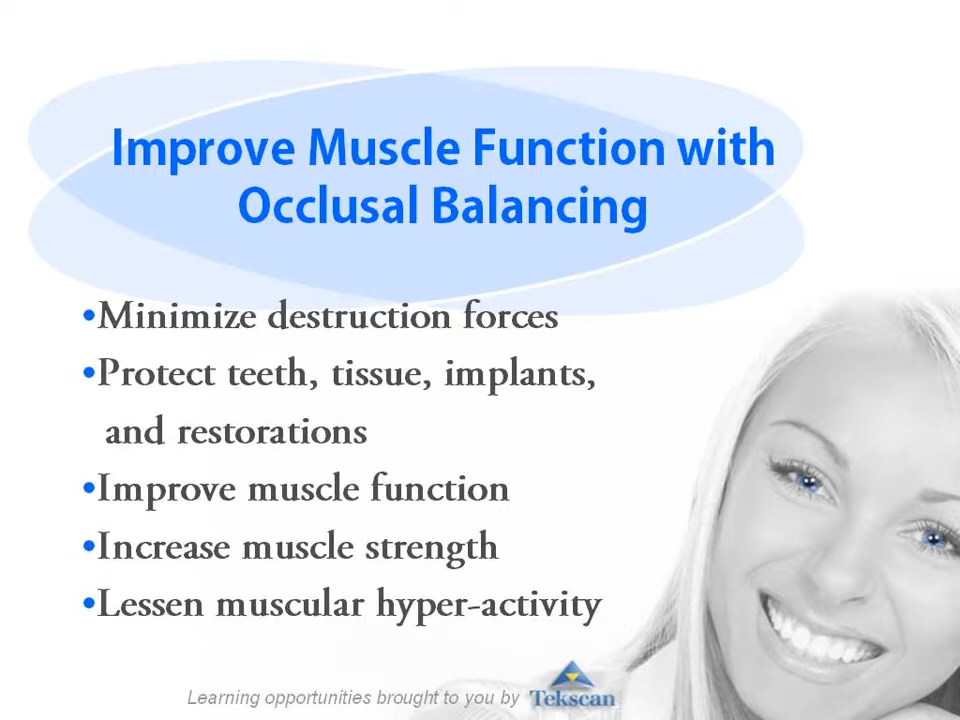 Improve Muscle Function with
Occlusal Balancing
•Minimize destruction forces
•Protect teeth, tissue, implants,
and restorations
•Improve muscle function
•Increase muscle strength
•Lessen muscular hyper-activity
Learning opportunities brought to you by Tekscan